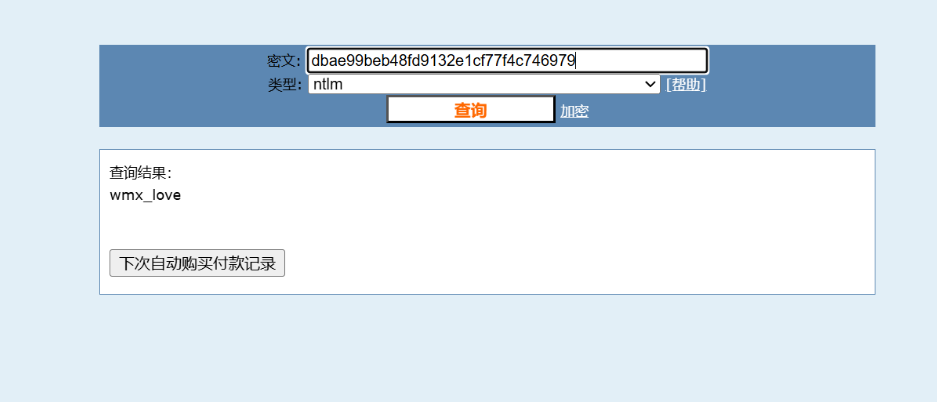 密文: dbae99beb48fd9132e1cf77f4c746979
类型: ntlm [帮助]
查询 加密
查询结果:
wmx_love
下次自动购买付款记录